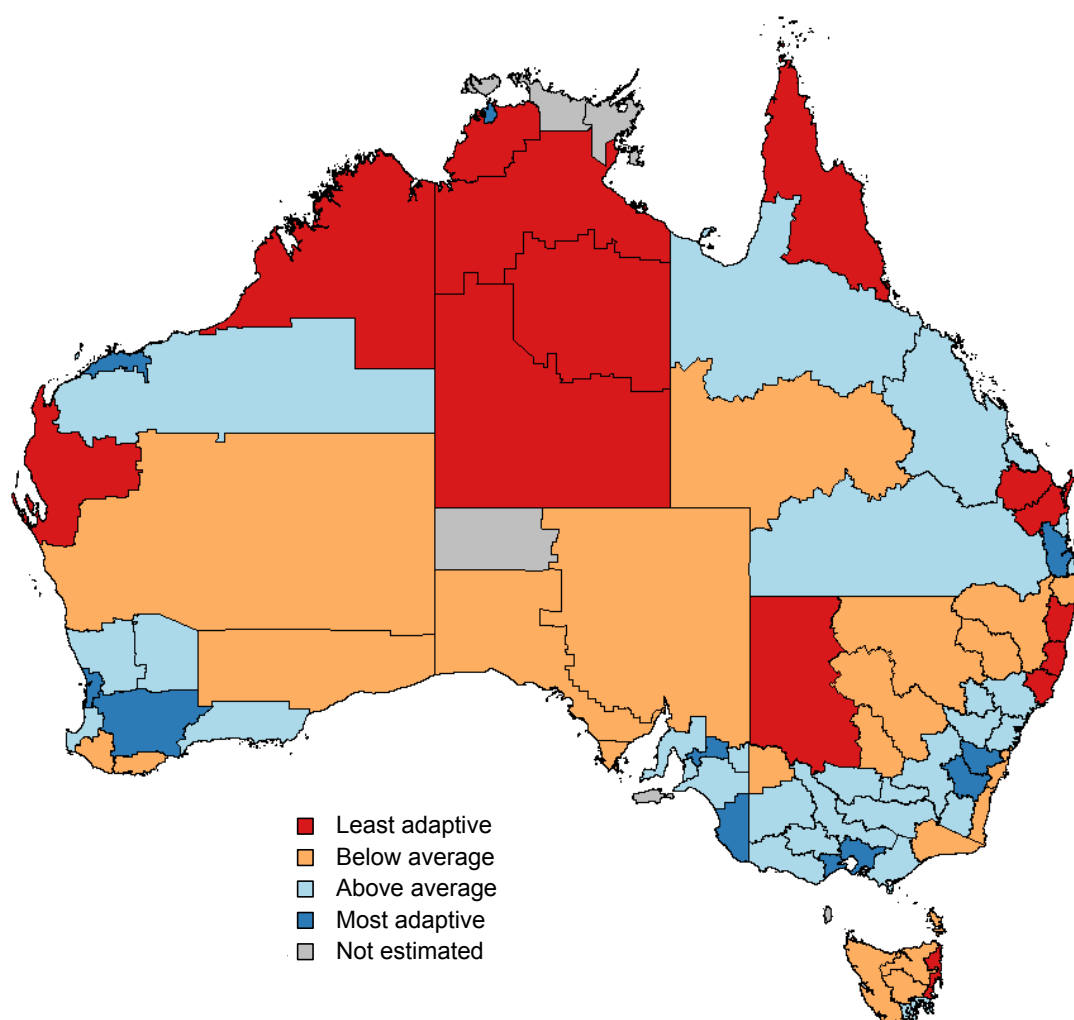 Least adaptive
Below average
Above average
Most adaptive
Not estimated